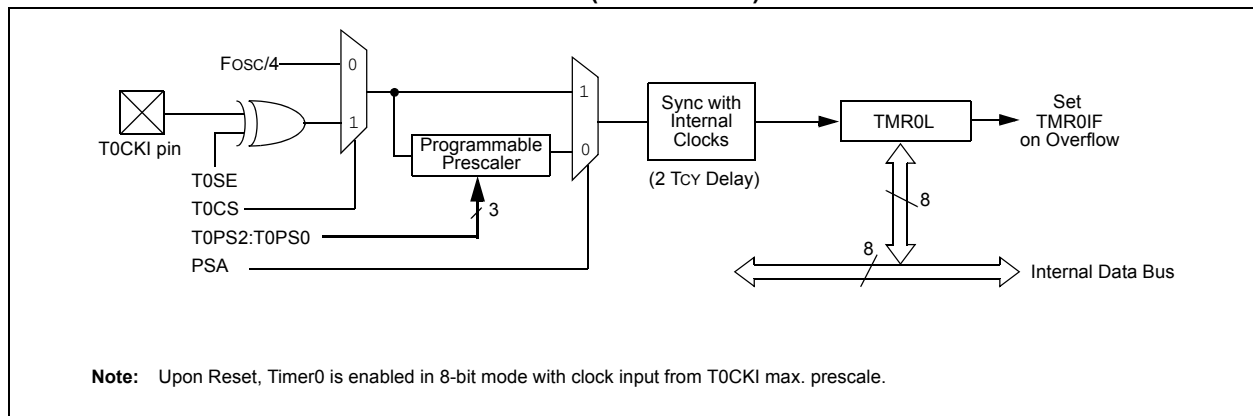 Fosc/4
0
1
T0CKI pin
T0SE
T0CS
T0PS2:T0PS0
PSA
Programmable
Prescaler
3
1
0
Sync with
Internal
Clocks
(2 TCY Delay)
TMR0L
Set
TMR0IF
on Overflow
8
8
Internal Data Bus
Note: Upon Reset, Timer0 is enabled in 8-bit mode with clock input from T0CKI max. prescale.